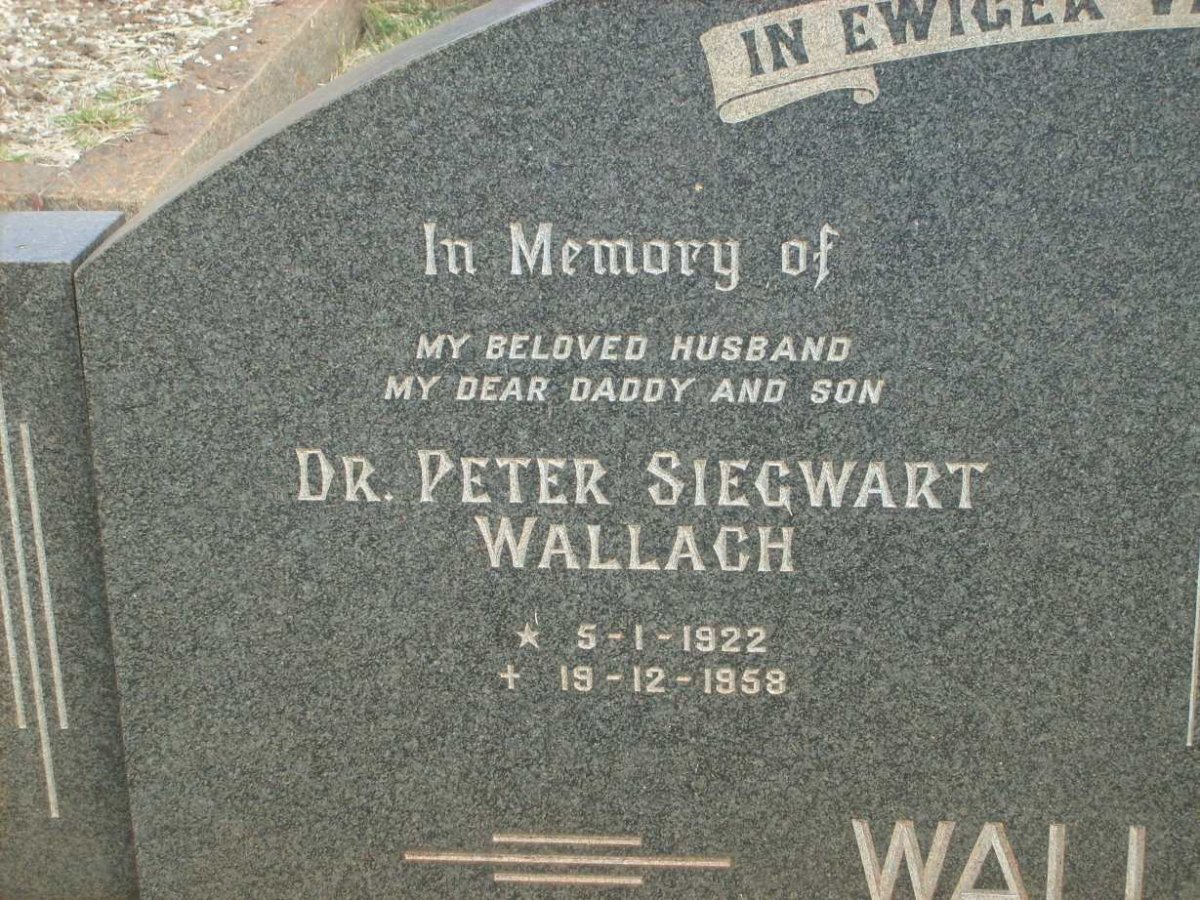 IN EWIGER
In Memory of
MY BELOVED HUSBAND
MY DEAR DADDY AND SON
DR. PETER SIEGWART
WALLACH
★ 5-1-1922
+ 19-12-1958
WALL